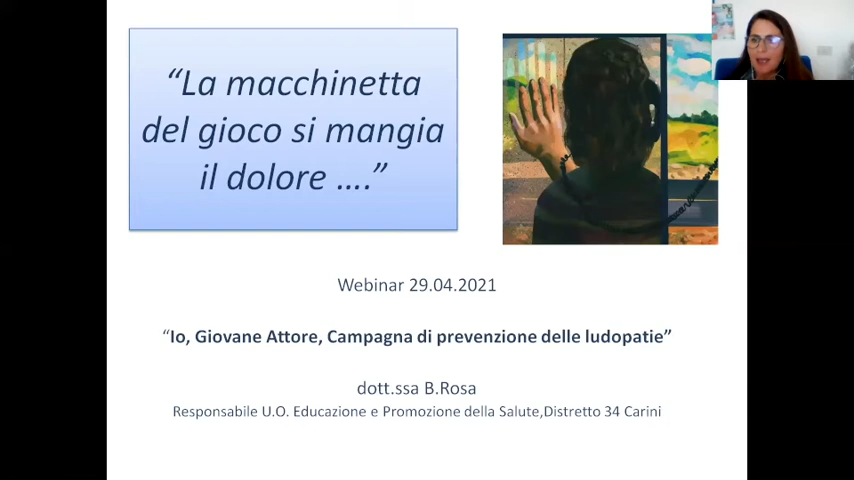 “La macchinetta
del gioco si mangia
il dolore ….”
Webinar 29.04.2021
“Io, Giovane Attore, Campagna di prevenzione delle ludopatie”
dott.ssa B.Rosa
Responsabile U.O. Educazione e Promozione della Salute,Distretto 34 Carini